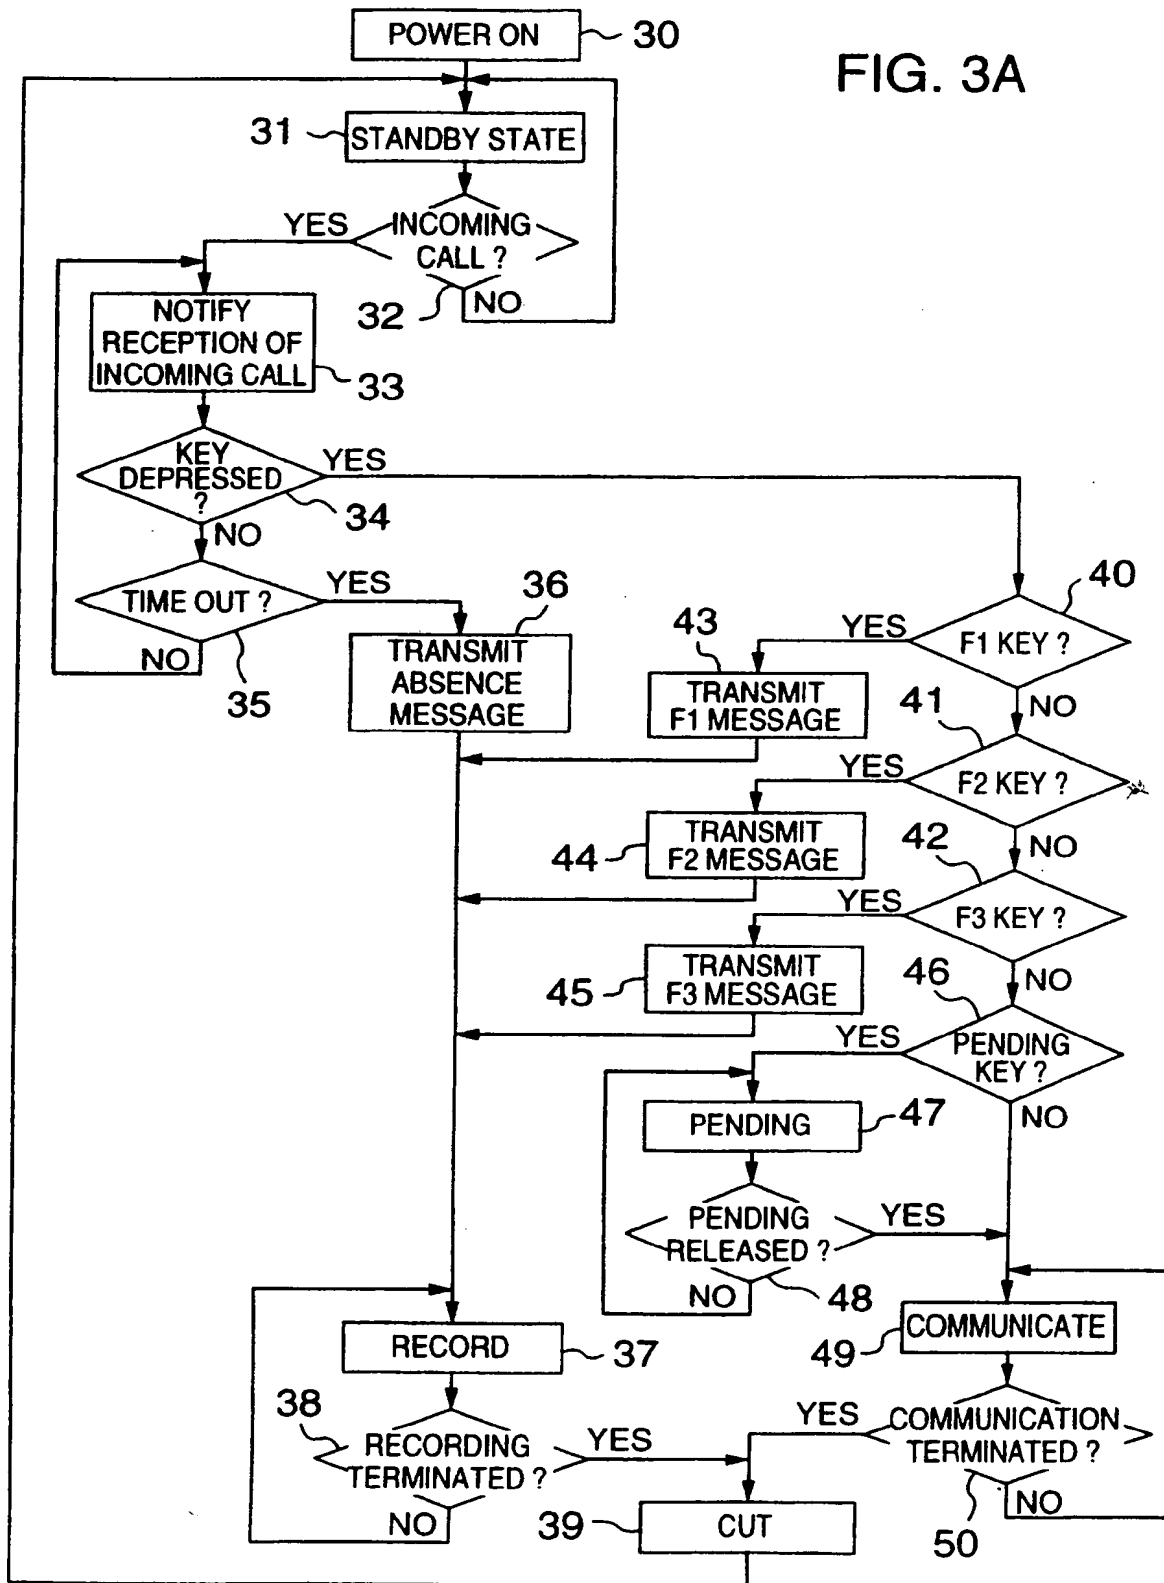 POWER ON
30
FIG. 3A
31
STANDBY STATE
YES
INCOMING
CALL ?
32
NO
NOTIFY
RECEPTION OF
INCOMING CALL
33
KEY
DEPRESSED
?
YES
34
NO
TIME OUT ?
YES
NO
35
36
TRANSMIT
ABSENCE
MESSAGE
40
F1 KEY ?
YES
NO
43
TRANSMIT
F1 MESSAGE
41
F2 KEY ?
YES
NO
44
TRANSMIT
F2 MESSAGE
42
F3 KEY ?
YES
NO
45
TRANSMIT
F3 MESSAGE
46
PENDING
KEY ?
YES
NO
PENDING
47
PENDING
RELEASED ?
YES
NO
48
RECORD
37
49
COMMUNICATE
38
RECORDING
TERMINATED ?
YES
NO
YES
COMMUNICATION
TERMINATED ?
50
NO
39
CUT